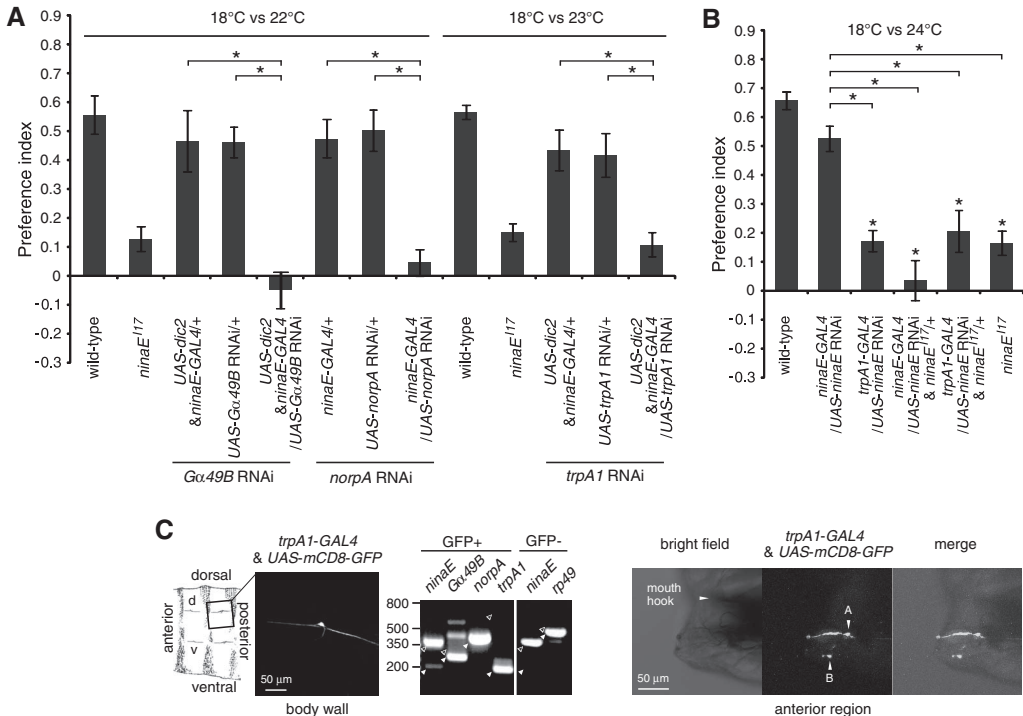 A
18°C vs 22°C
18°C vs 23°C
Preference index
0.9
0.8
0.7
0.6
0.5
0.4
0.3
0.2
0.1
0
-0.1
-0.2
-0.3
* * * * * *
wild-type
ninaE^I17
UAS-dic2
& ninaE-GAL4/+
UAS-Gα49B RNAi/+
UAS-dic2
& ninaE-GAL4
/UAS-Gα49B RNAi
ninaE-GAL4/+
UAS-norpA RNAi/+
ninaE-GAL4
/UAS-norpA RNAi
wild-type
ninaE^I17
UAS-dic2
& ninaE-GAL4/+
UAS-trpA1 RNAi/+
UAS-dic2
& ninaE-GAL4
/UAS-trpA1 RNAi
Gα49B RNAi
norpA RNAi
trpA1 RNAi
B
18°C vs 24°C
Preference index
0.9
0.8
0.7
0.6
0.5
0.4
0.3
0.2
0.1
0
-0.1
-0.2
-0.3
* * * *
* * * *
wild-type
ninaE-GAL4
/UAS-ninaE RNAi
trpA1-GAL4
/UAS-ninaE RNAi
ninaE-GAL4
/UAS-ninaE RNAi
& ninaE^I17/+
trpA1-GAL4
/UAS-ninaE RNAi
& ninaE^I17/+
ninaE^I17
C
trpA1-GAL4
& UAS-mCD8-GFP
dorsal
anterior
d
v
posterior
ventral
50 μm
body wall
GFP+
GFP-
ninaE
Gα49B
norpA
trpA1
ninaE
rp49
800
500
350
200
bright field
trpA1-GAL4
& UAS-mCD8-GFP
merge
mouth
hook
50 μm
A
B
anterior region